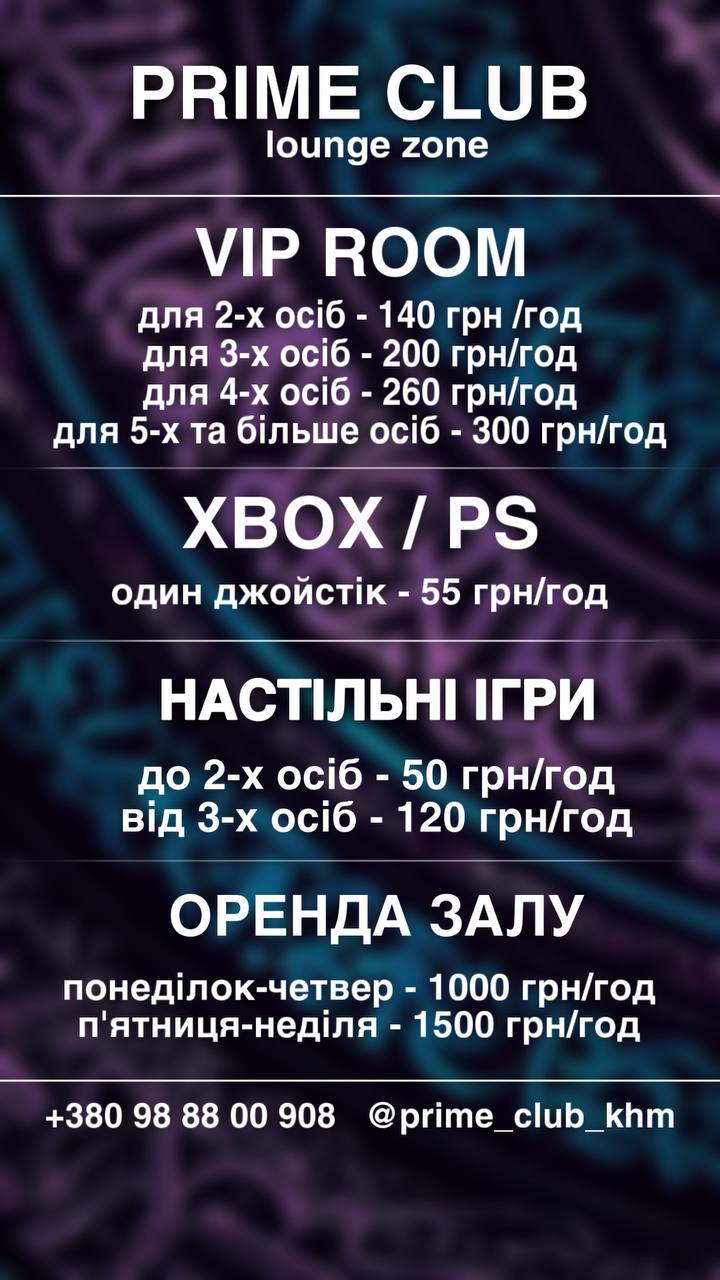 PRIME CLUB
lounge zone
VIP ROOM
для 2-х осіб - 140 грн /год
для 3-х осіб - 200 грн/год
для 4-х осіб - 260 грн/год
для 5-х та більше осіб - 300 грн/год
XBOX / PS
один джойстік - 55 грн/год
НАСТІЛЬНІ ІГРИ
до 2-х осіб - 50 грн/год
від 3-х осіб - 120 грн/год
ОРЕНДА ЗАЛУ
понеділок-четвер - 1000 грн/год
п'ятниця-неділя - 1500 грн/год
+380 98 88 00 908 @prime_club_khm